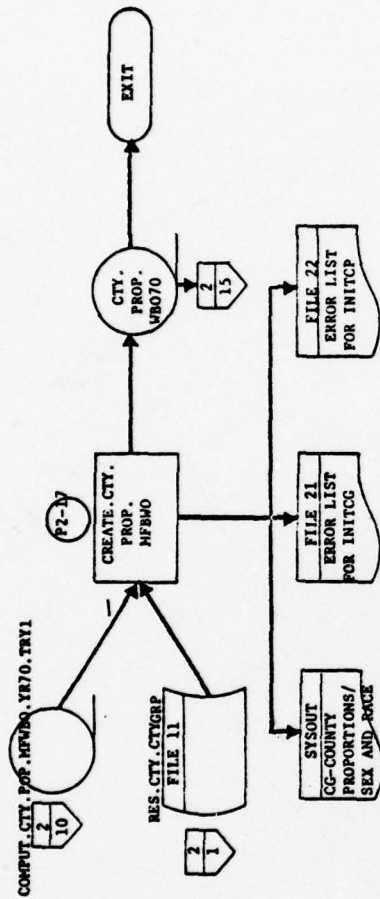 COMPUT.CTY.POP.MFWBO.YR70.TRY1
2
10
RES.CTY.CTYGRP
FILE 11
2
1
P2-17
CREATE.CTY.
PROP.
MFBWO
CTY.
PROP.
WBO70
2
15
EXIT
SYSOUT
CG-COUNTY
PROPORTIONS/
SEX AND RACE
FILE 21
ERROR LIST
FOR INITCG
FILE 22
ERROR LIST
FOR INITCP